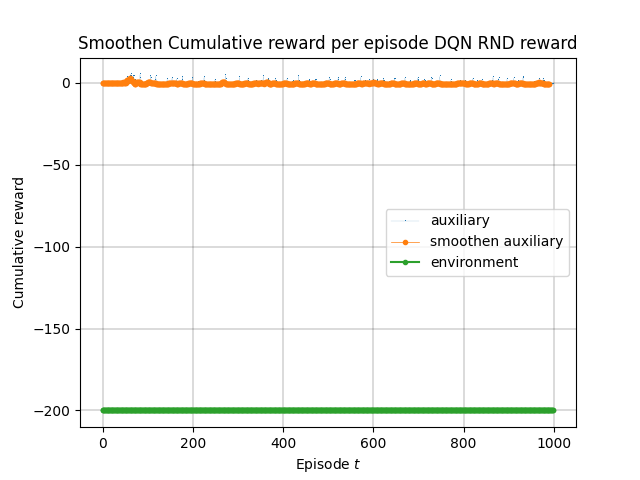 Smoothen Cumulative reward per episode DQN RND reward
0
−50
−100
−150
−200
Cumulative reward
auxiliary
smoothen auxiliary
environment
0 200 400 600 800 1000
Episode t